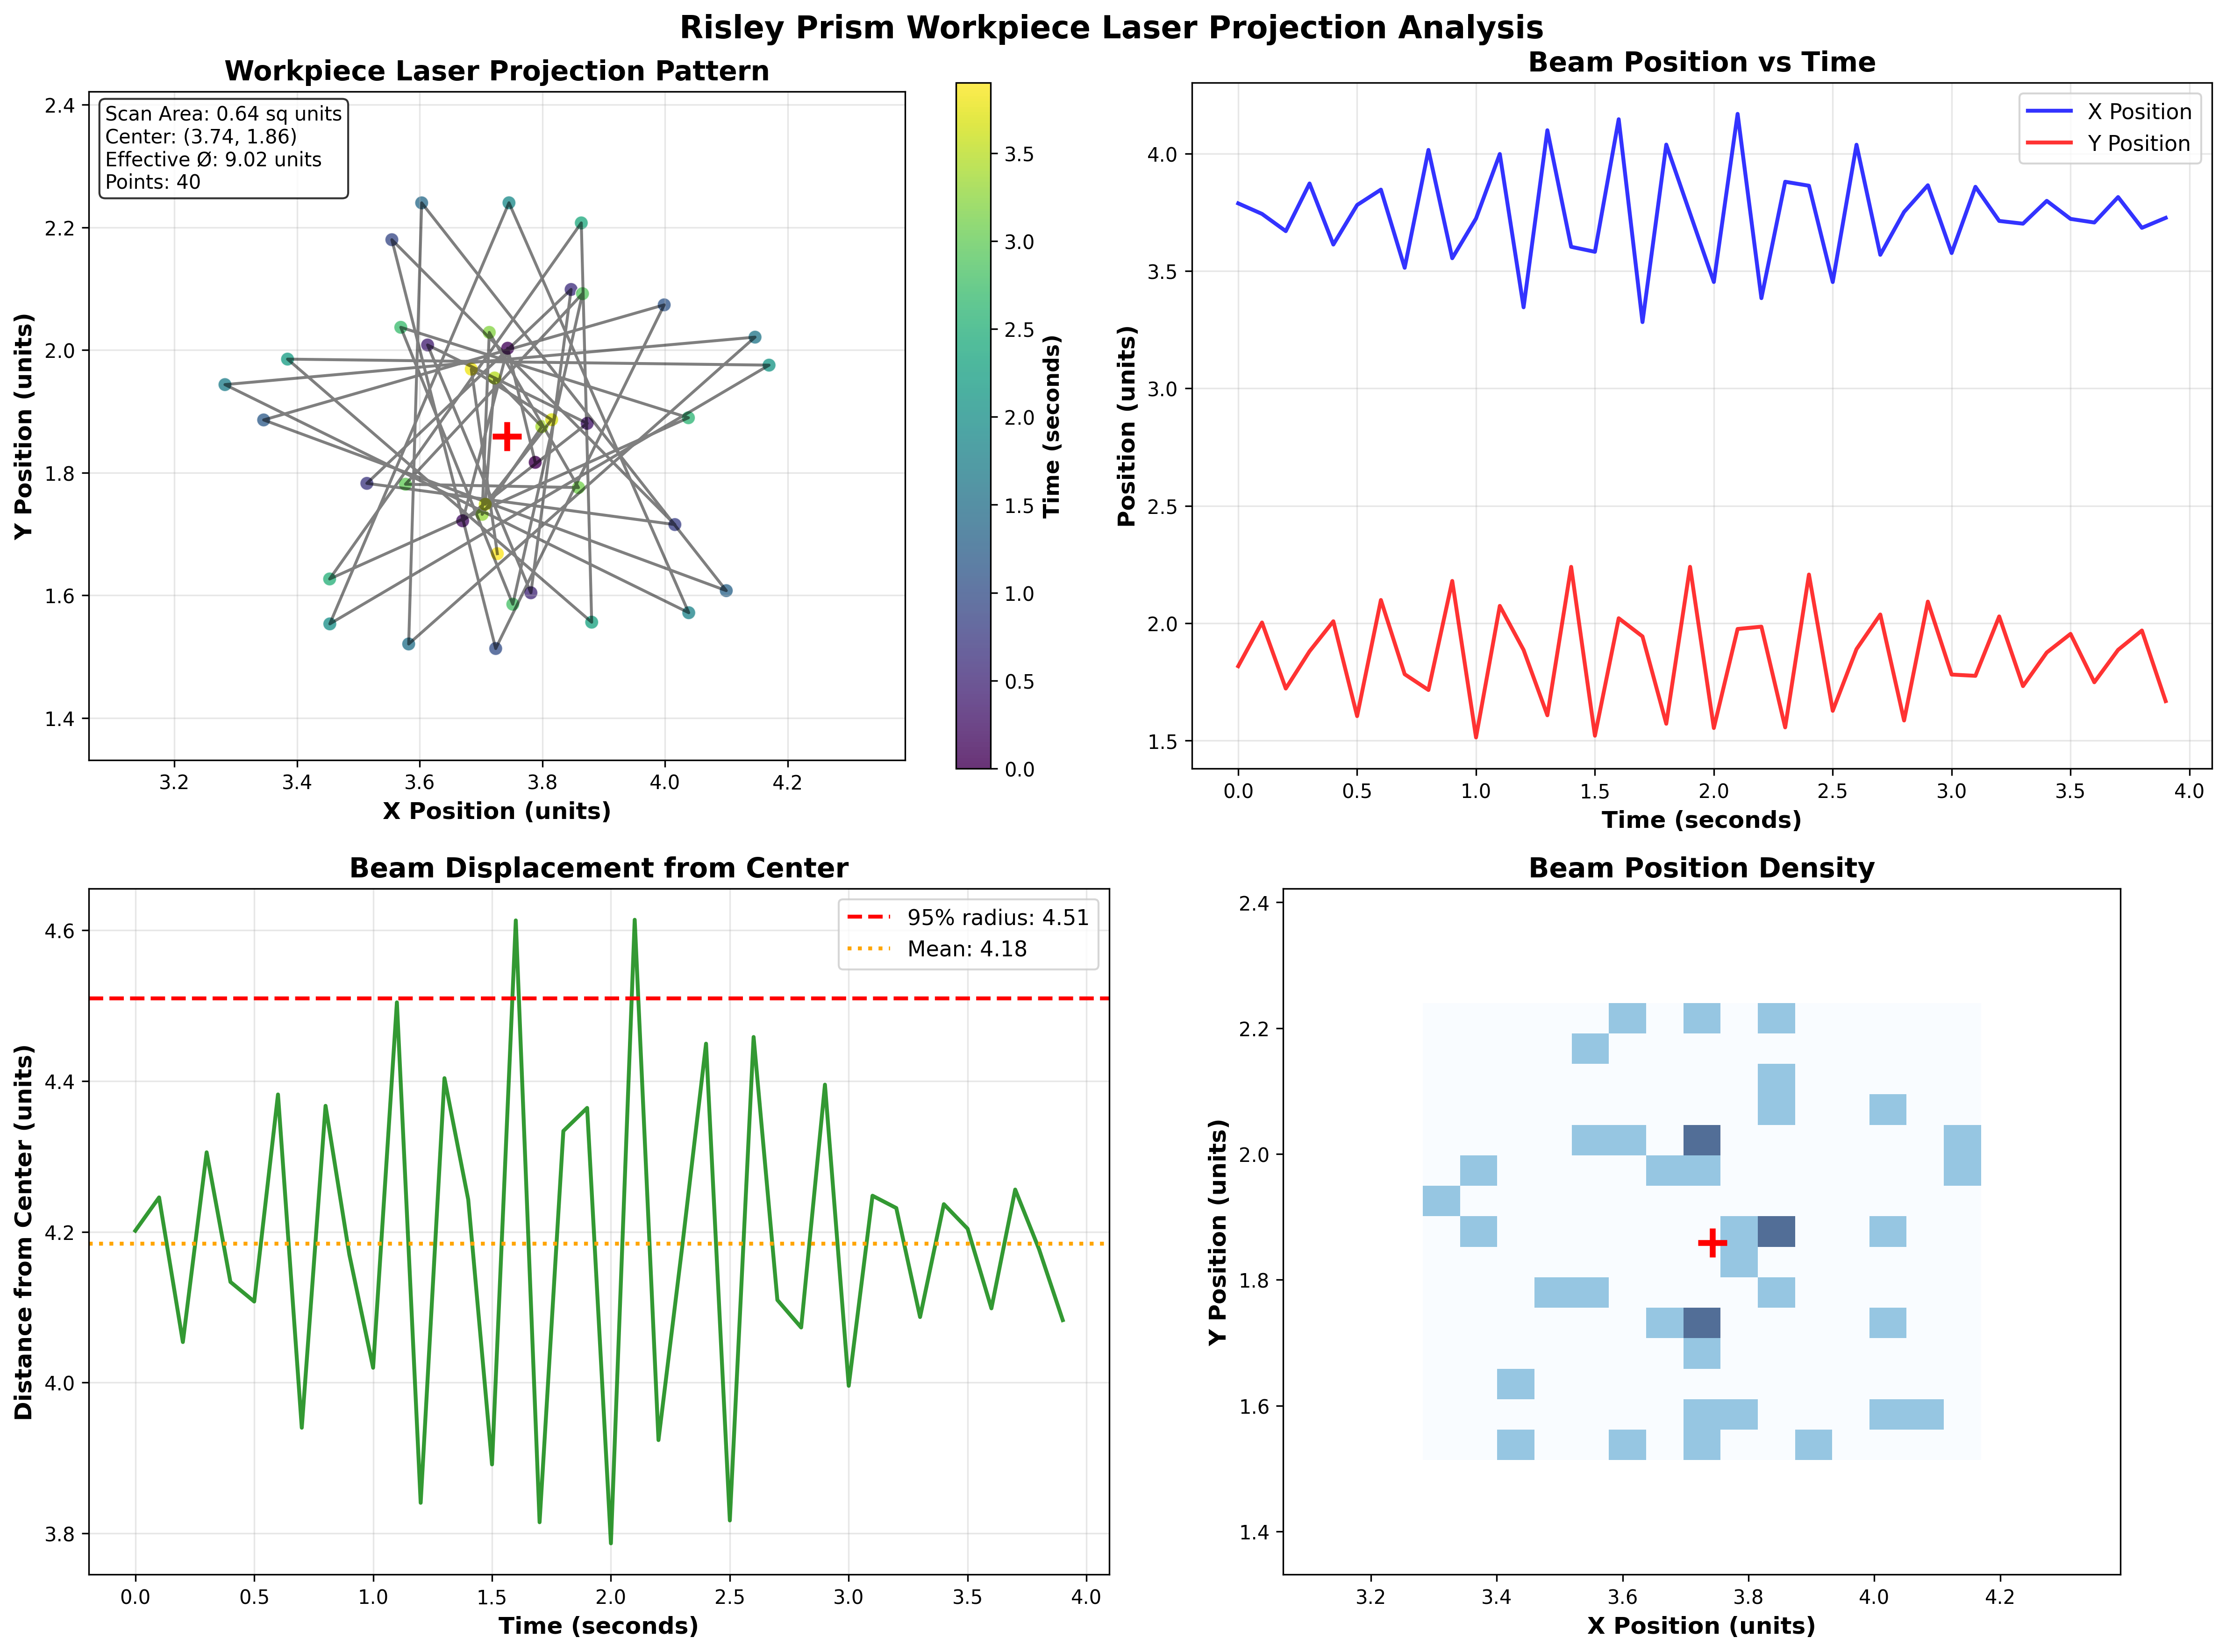 Risley Prism Workpiece Laser Projection Analysis
Workpiece Laser Projection Pattern
Scan Area: 0.64 sq units
Center: (3.74, 1.86)
Effective Ø: 9.02 units
Points: 40
Y Position (units)
2.4
2.2
2.0
1.8
1.6
1.4
3.2
3.4
3.6
3.8
4.0
4.2
X Position (units)
3.5
3.0
2.5
2.0
1.5
1.0
0.5
0.0
Time (seconds)
Beam Position vs Time
X Position
Y Position
Position (units)
4.0
3.5
3.0
2.5
2.0
1.5
0.0
0.5
1.0
1.5
2.0
2.5
3.0
3.5
4.0
Time (seconds)
Beam Displacement from Center
95% radius: 4.51
Mean: 4.18
Distance from Center (units)
4.6
4.4
4.2
4.0
3.8
0.0
0.5
1.0
1.5
2.0
2.5
3.0
3.5
4.0
Time (seconds)
Beam Position Density
Y Position (units)
2.4
2.2
2.0
1.8
1.6
1.4
3.2
3.4
3.6
3.8
4.0
4.2
X Position (units)